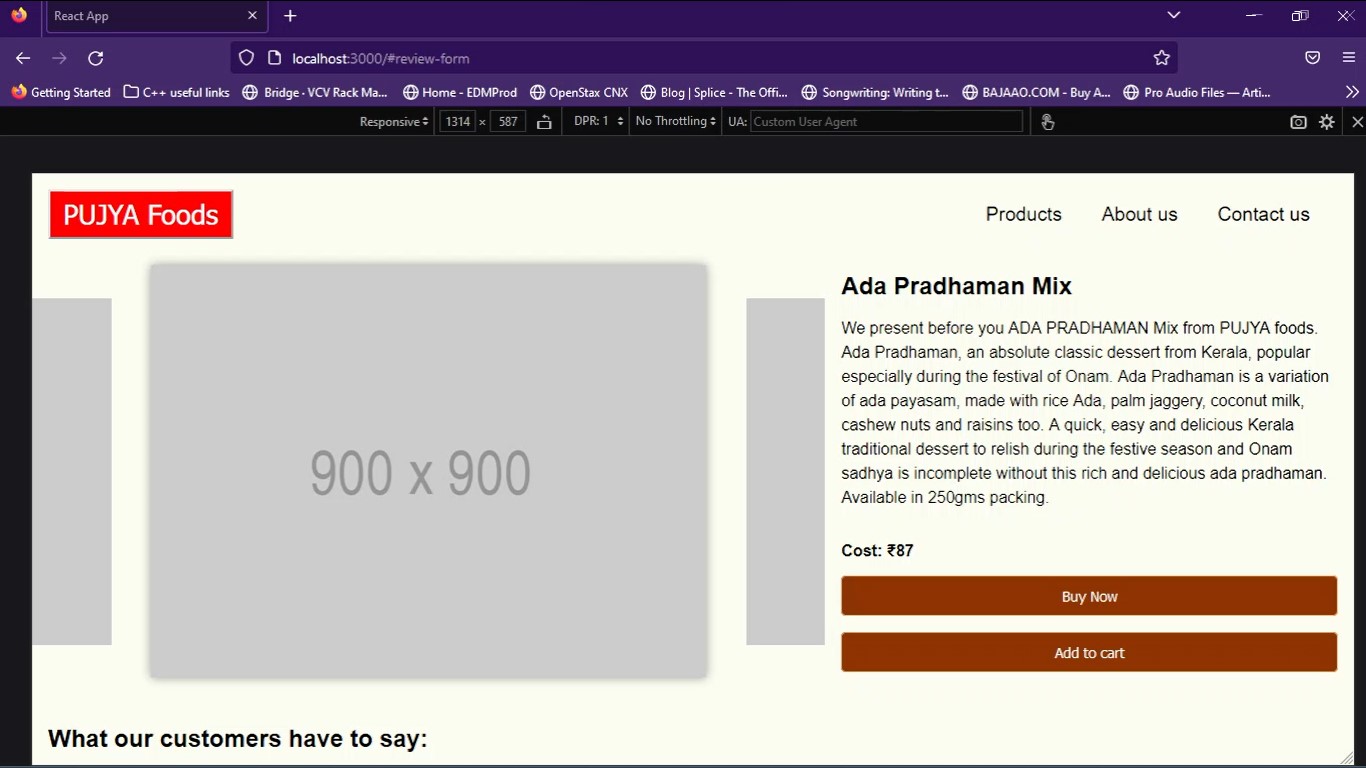 React App
localhost:3000/#review-form
Getting Started C++ useful links Bridge · VCV Rack Ma... Home - EDMProd OpenStax CNX Blog | Splice - The Offi... Songwriting: Writing t... BAJAAO.COM - Buy A... Pro Audio Files — Arti...
Responsive 1314 × 587 DPR: 1 No Throttling UA: Custom User Agent
PUJYA Foods
Products About us Contact us
900 x 900
Ada Pradhaman Mix
We present before you ADA PRADHAMAN Mix from PUJYA foods.
Ada Pradhaman, an absolute classic dessert from Kerala, popular
especially during the festival of Onam. Ada Pradhaman is a variation
of ada payasam, made with rice Ada, palm jaggery, coconut milk,
cashew nuts and raisins too. A quick, easy and delicious Kerala
traditional dessert to relish during the festive season and Onam
sadhya is incomplete without this rich and delicious ada pradhaman.
Available in 250gms packing.
Cost: ₹87
Buy Now
Add to cart
What our customers have to say: